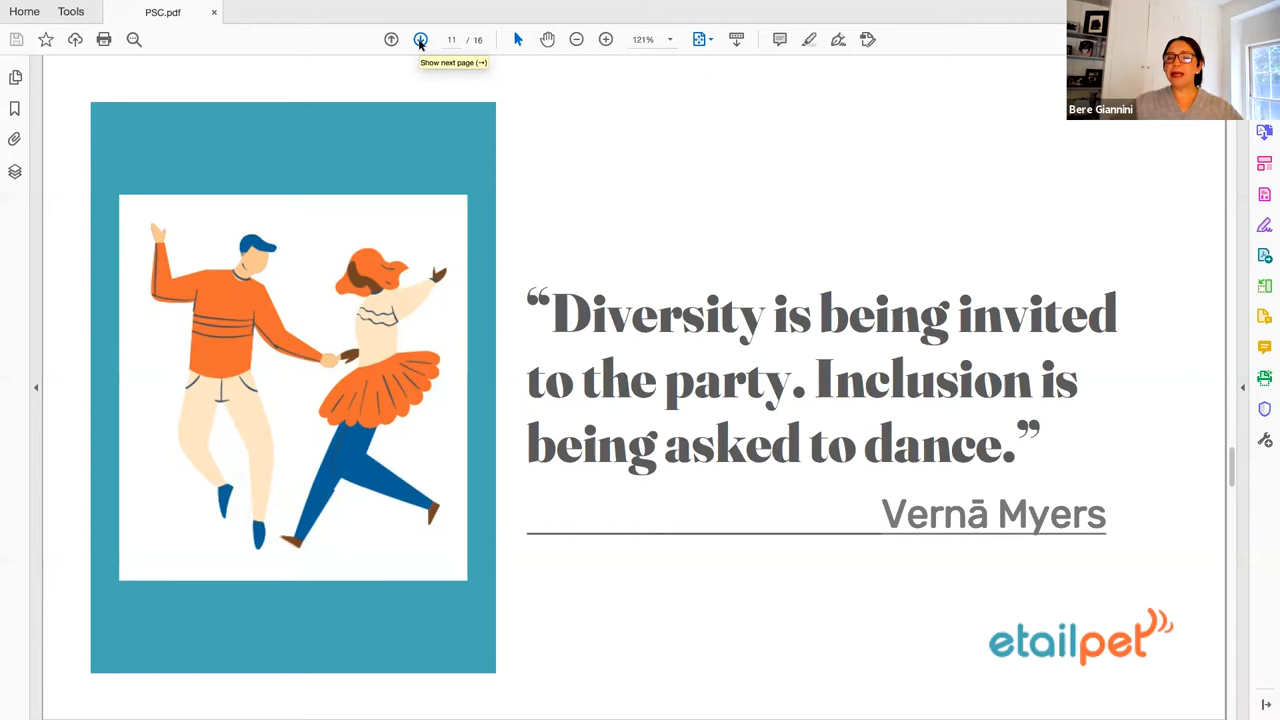 Home Tools PSC.pdf ×
11 / 16 121%
Show next page (→)
Bere Giannini
“Diversity is being invited
to the party. Inclusion is
being asked to dance.”
Vernā Myers
etailpet